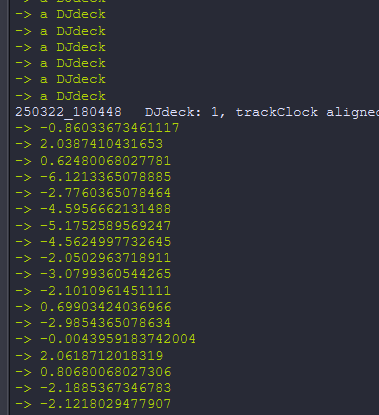 -> a DJdeck
-> a DJdeck
-> a DJdeck
-> a DJdeck
-> a DJdeck
-> a DJdeck
-> a DJdeck
250322_180448   DJdeck: 1, trackClock aligned
-> -0.86033673461117
-> 2.0387410431653
-> 0.62480068027781
-> -6.1213365078885
-> -2.7760365078464
-> -4.5956662131488
-> -5.1752589569247
-> -4.5624997732645
-> -2.0502963718911
-> -3.0799360544265
-> -2.1010961451111
-> 0.69903424036966
-> -2.9854365078634
-> -0.0043959183742004
-> 2.0618712018319
-> 0.80680068027306
-> -2.1885367346783
-> -2.1218029477907